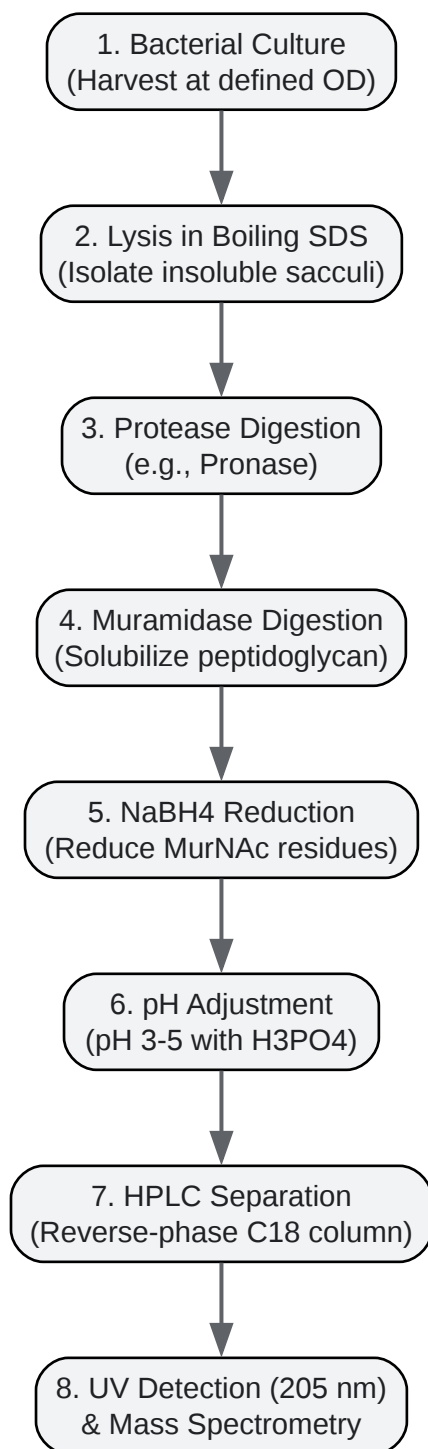 1. Bacterial Culture
(Harvest at defined OD)
2. Lysis in Boiling SDS
(Isolate insoluble sacculi)
3. Protease Digestion
(e.g., Pronase)
4. Muramidase Digestion
(Solubilize peptidoglycan)
5. NaBH4 Reduction
(Reduce MurNAc residues)
6. pH Adjustment
(pH 3-5 with H3PO4)
7. HPLC Separation
(Reverse-phase C18 column)
8. UV Detection (205 nm)
& Mass Spectrometry